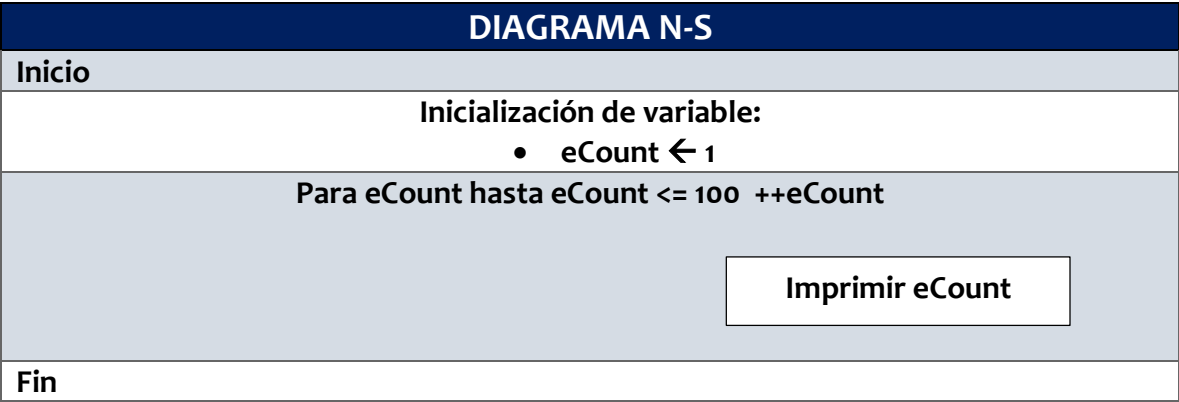 DIAGRAMA N-S
Inicio
Inicialización de variable:
• eCount ← 1
Para eCount hasta eCount <= 100 ++eCount
Imprimir eCount
Fin